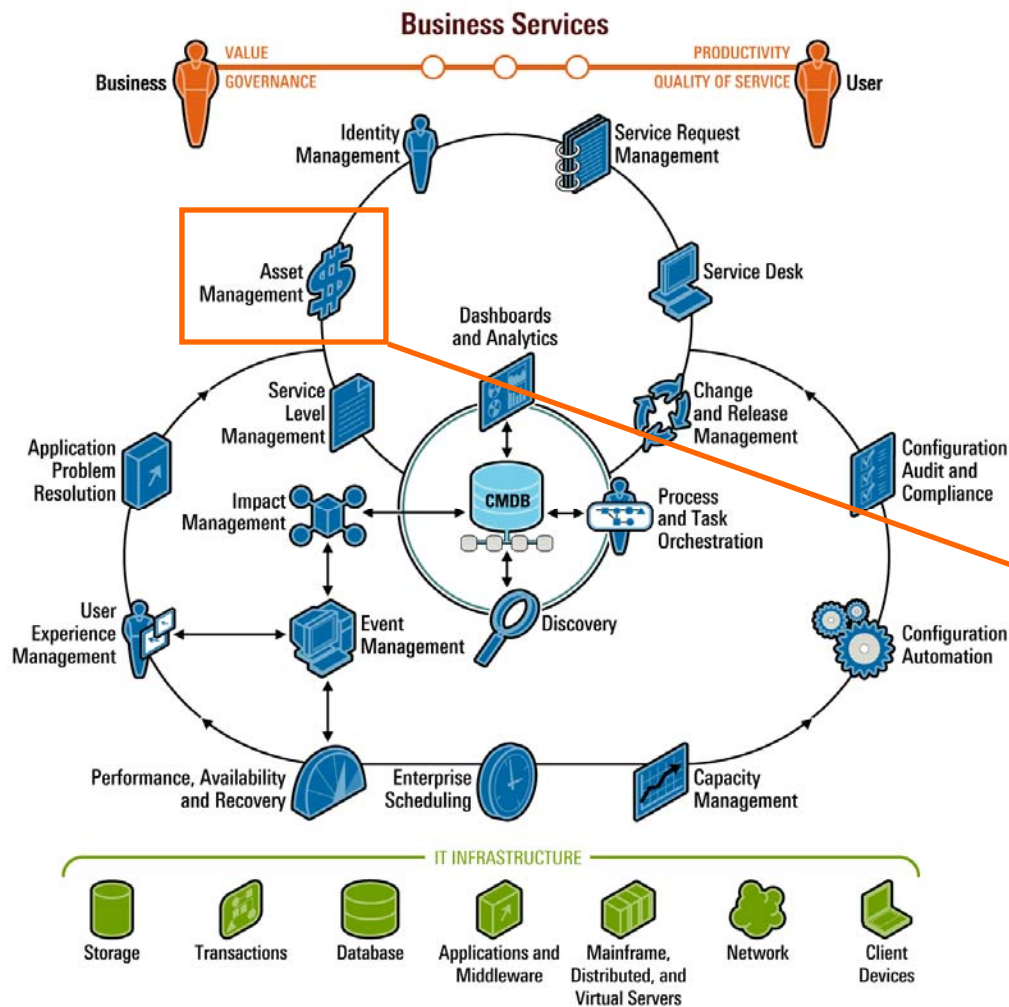 Business Services
VALUE
PRODUCTIVITY
Business
User
GOVERNANCE
QUALITY OF SERVICE
Identity
Management
Service Request
Management
Asset
Management
Service Desk
Dashboards
and Analytics
Service
Level
Management
Change
and Release
Management
Application
Problem
Resolution
Configuration
Audit and
Compliance
Impact
Management
CMDB
Process
and Task
Orchestration
User
Experience
Management
Event
Management
Discovery
Configuration
Automation
Performance, Availability
and Recovery
Enterprise
Scheduling
Capacity
Management
IT INFRASTRUCTURE
Storage
Transactions
Database
Applications and
Middleware
Mainframe,
Distributed, and
Virtual Servers
Network
Client
Devices